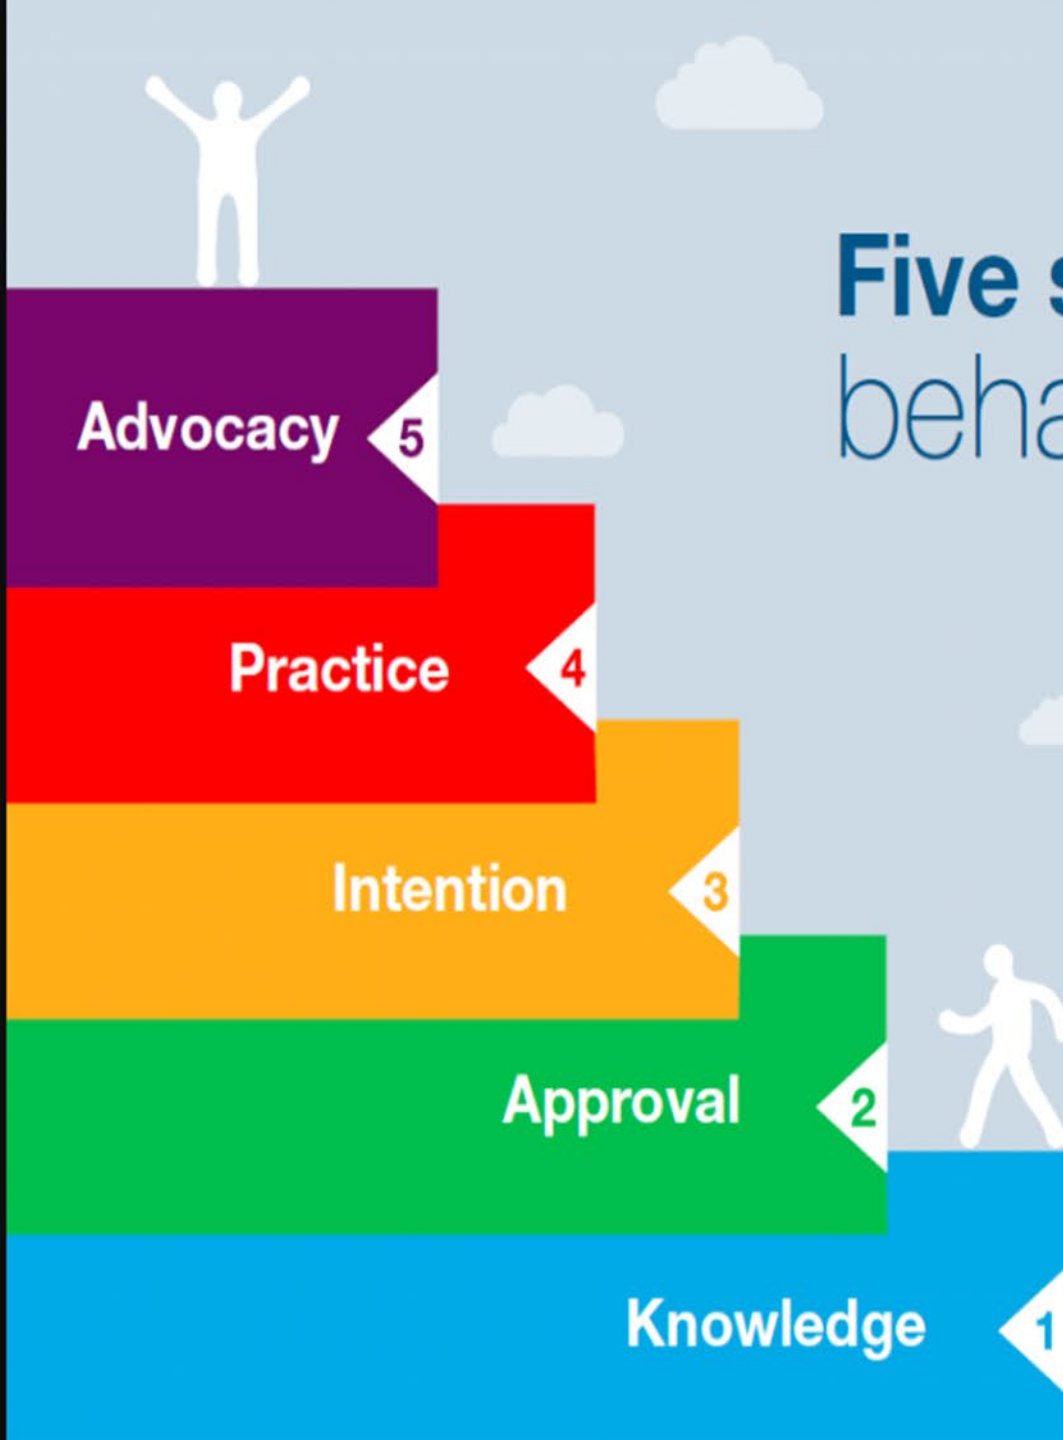 Five
beha
Advocacy 5
Practice 4
Intention 3
Approval 2
Knowledge 1